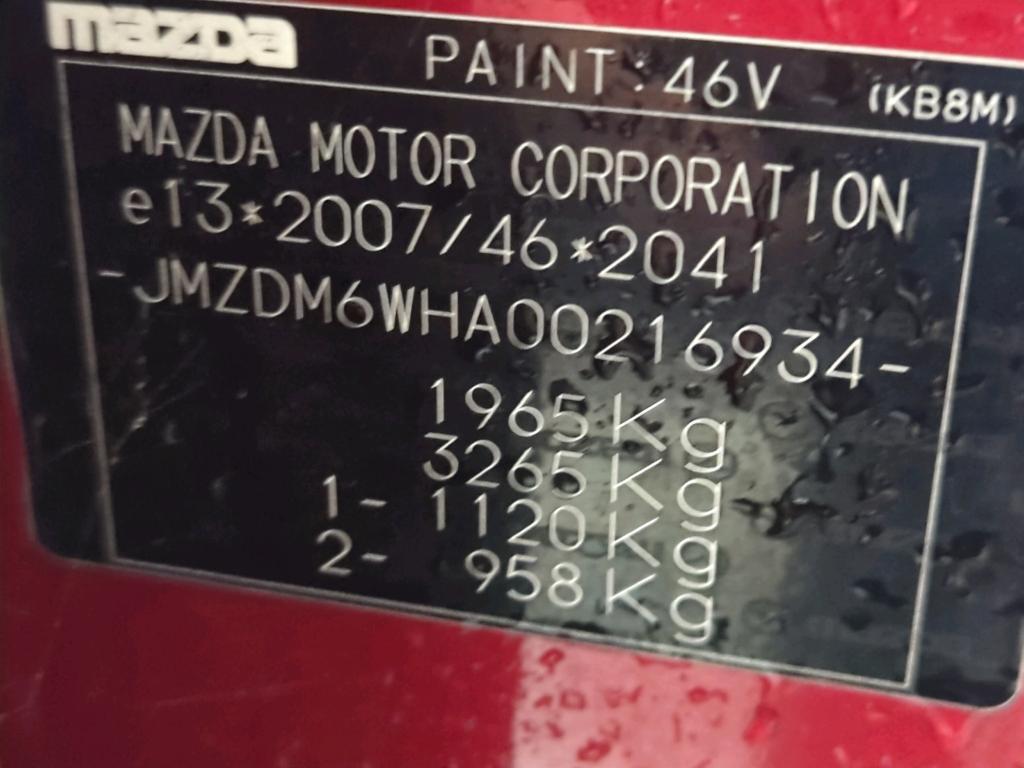 mazda
PAINT:46V (KB8M)
MAZDA MOTOR CORPORATION
e13*2007/46*2041
-JMZDM6WHA00216934-
1965Kg
3265Kg
1- 1120Kg
2- 958Kg